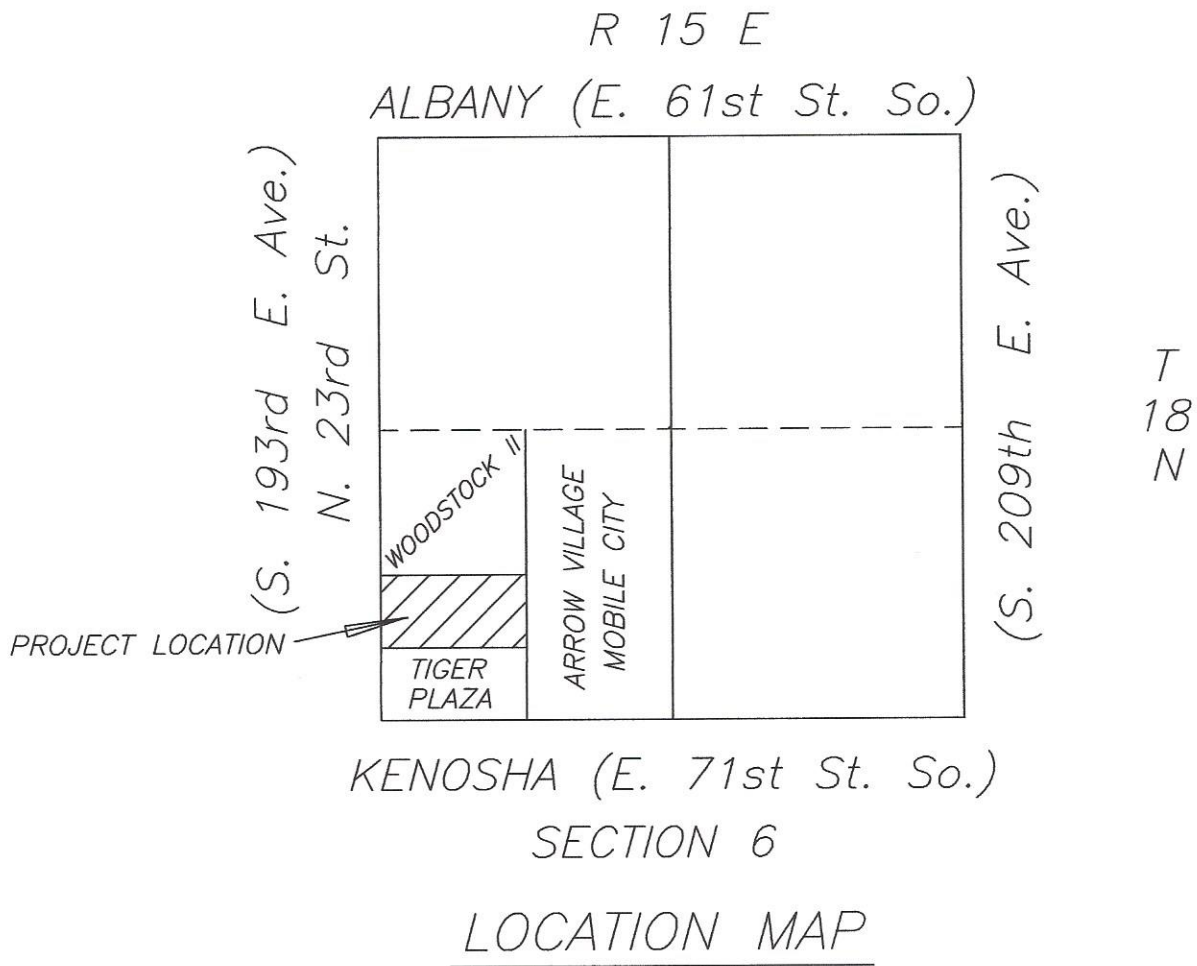 R 15 E
ALBANY (E. 61st St. So.)
(S. 193rd E. Ave.)
N. 23rd St.
(S. 209th E. Ave.)
T
18
N
WOODSTOCK II
ARROW VILLAGE
MOBILE CITY
PROJECT LOCATION
TIGER
PLAZA
KENOSHA (E. 71st St. So.)
SECTION 6
LOCATION MAP